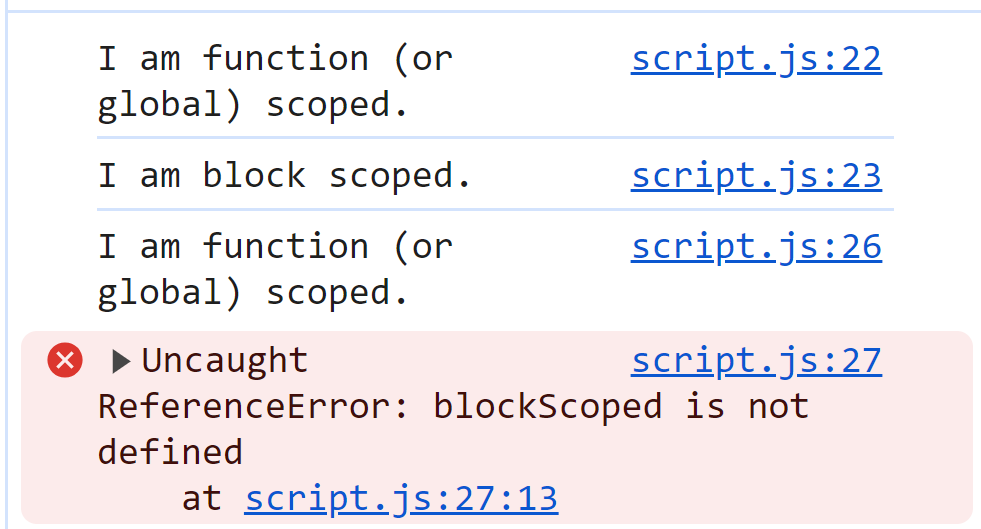 I am function (or script.js:22
global) scoped.
I am block scoped. script.js:23
I am function (or script.js:26
global) scoped.
Uncaught script.js:27
ReferenceError: blockScoped is not
defined
at script.js:27:13